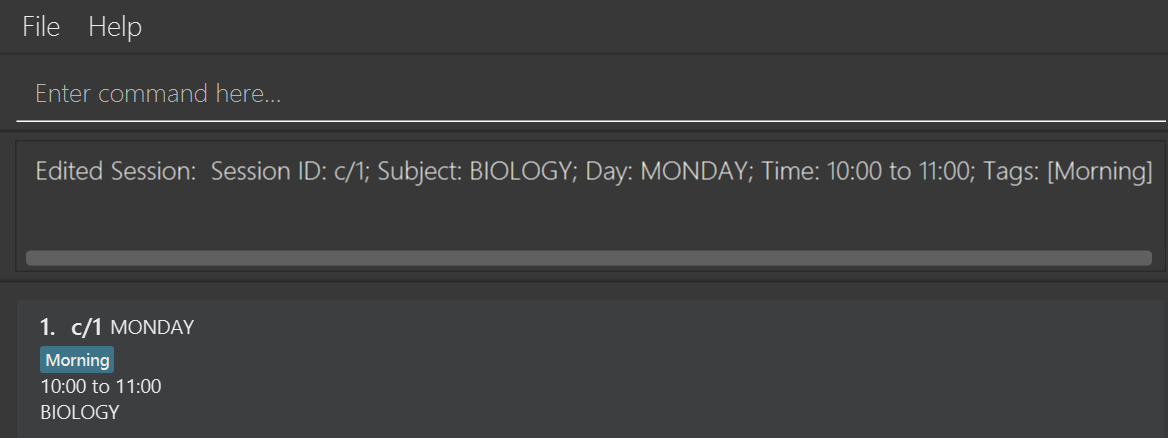 File Help
Enter command here...
Edited Session: Session ID: c/1; Subject: BIOLOGY; Day: MONDAY; Time: 10:00 to 11:00; Tags: [Morning]
1. c/1 MONDAY
Morning
10:00 to 11:00
BIOLOGY